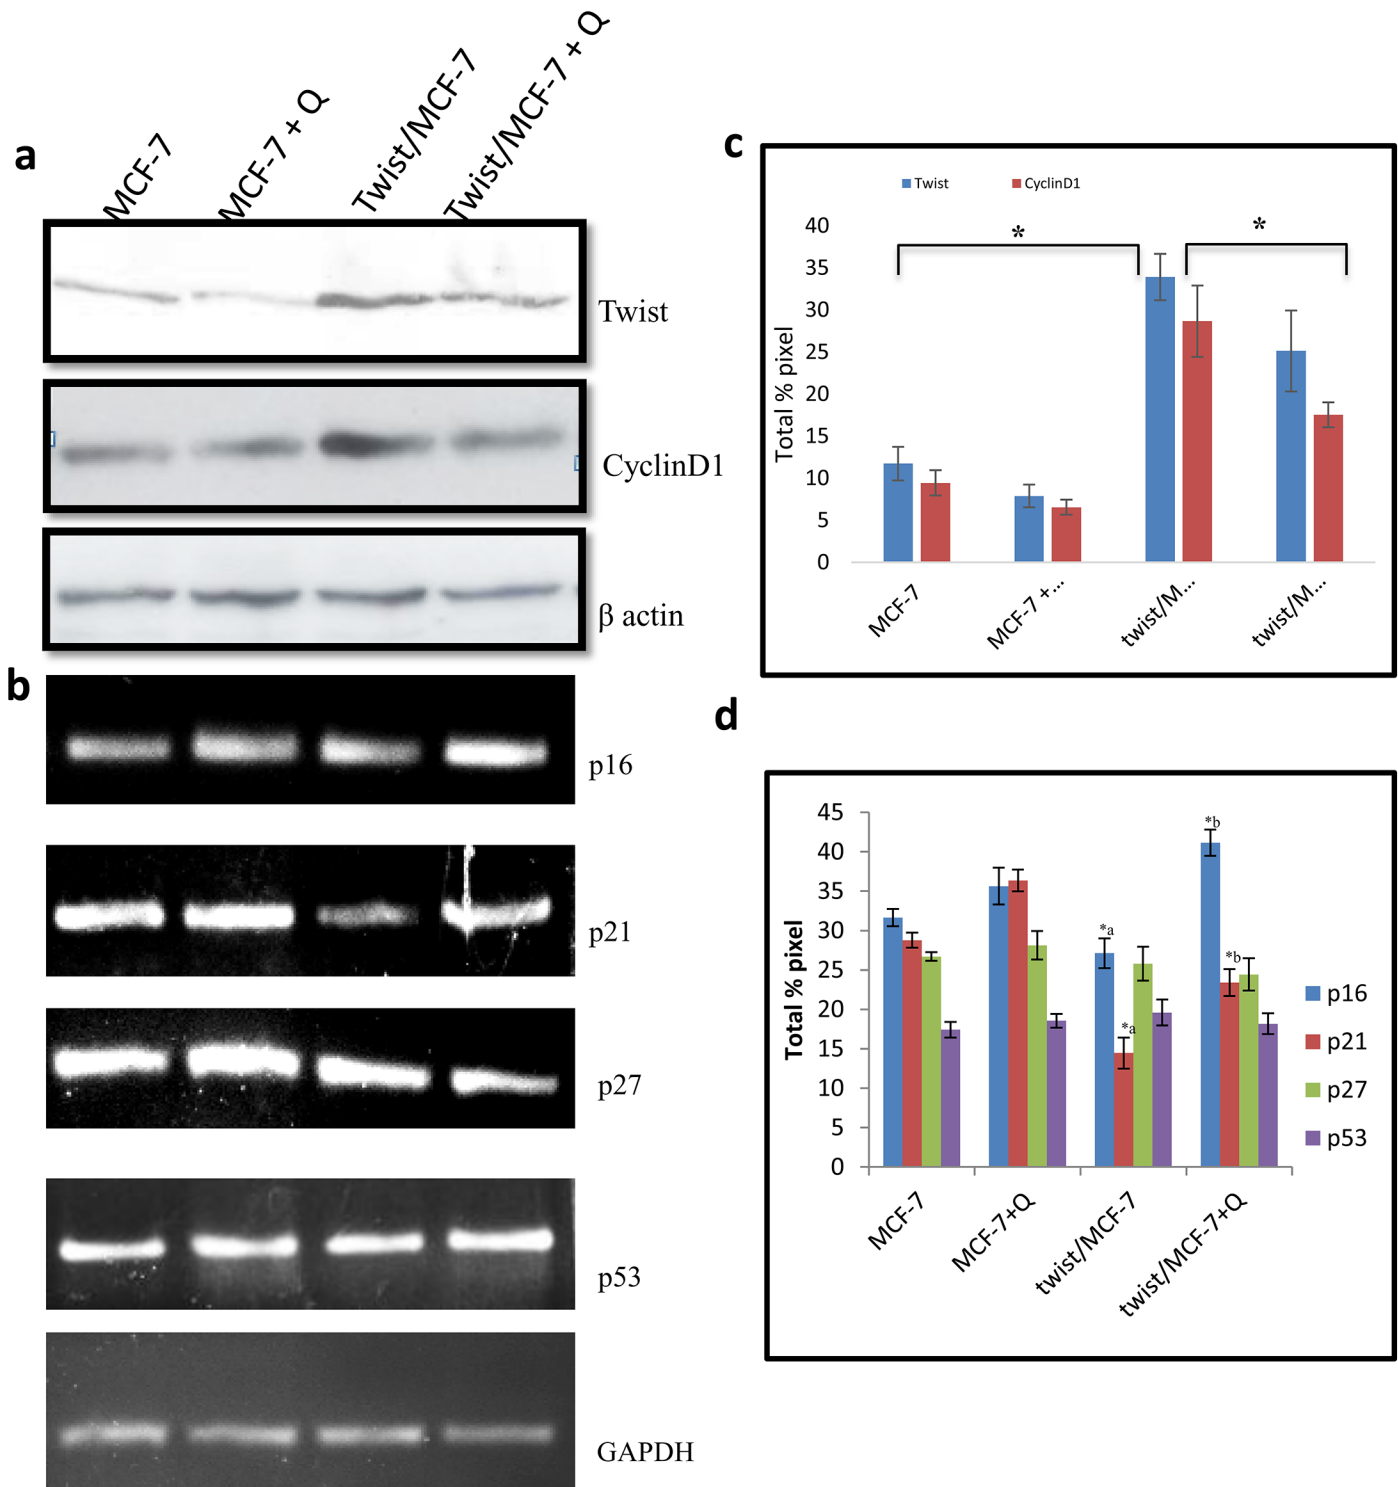 a
MCF-7
MCF-7 + Q
Twist/MCF-7
Twist/MCF-7 + Q
Twist
CyclinD1
β actin
b
p16
p21
p27
p53
GAPDH
c
Twist
CyclinD1
Total % pixel
40
35
30
25
20
15
10
5
0
*
*
MCF-7
MCF-7 +...
twist/M...
twist/M...
d
Total % pixel
45
40
35
30
25
20
15
10
5
0
*a
*a
*b
*b
MCF-7
MCF-7+Q
twist/MCF-7
twist/MCF-7+Q
p16
p21
p27
p53